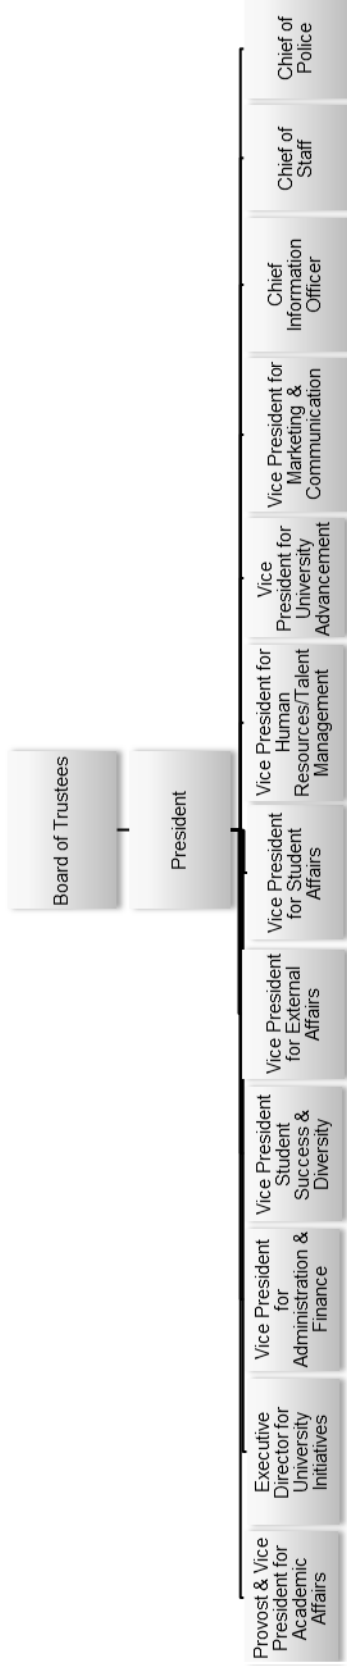 Board of Trustees
President
Provost & Vice
President for
Academic
Affairs
Executive
Director for
University
Initiatives
Vice President
for
Administration &
Finance
Vice President
Student
Success &
Diversity
Vice President
for External
Affairs
Vice President
for Student
Affairs
Vice President for
Human
Resources/Talent
Management
Vice
President for
University
Advancement
Vice President for
Marketing &
Communication
Chief
Information
Officer
Chief of
Staff
Chief of
Police